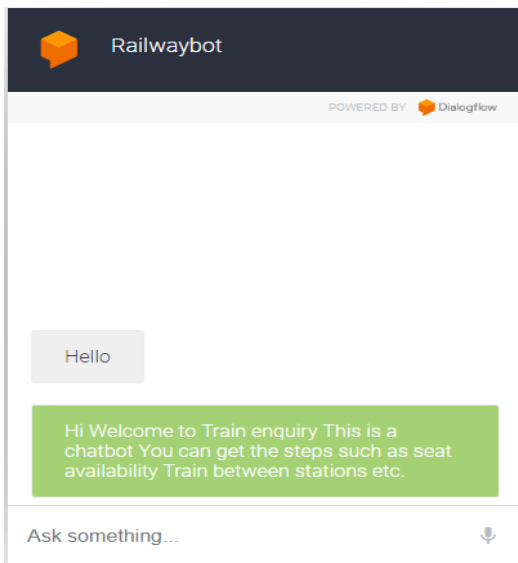 Railwaybot
POWERED BY Dialogflow
Hello
Hi Welcome to Train enquiry This is a
chatbot You can get the steps such as seat
availability Train between stations etc.
Ask something...